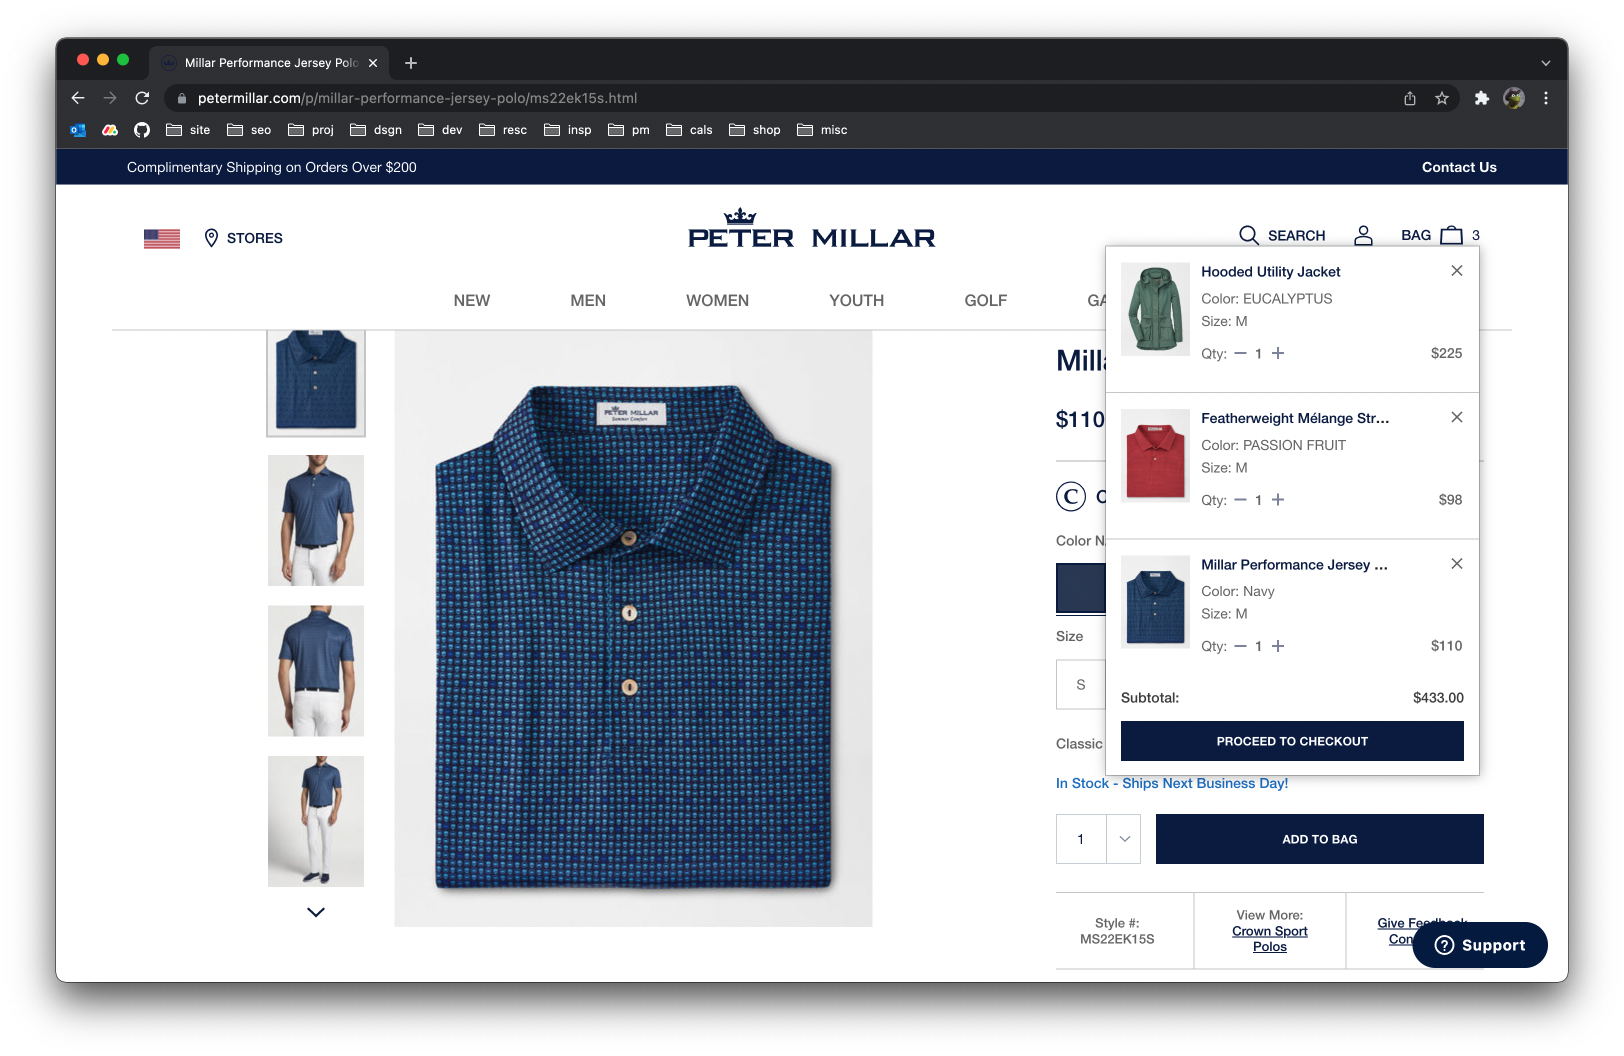 Millar Performance Jersey Polo
petermillar.com/p/millar-performance-jersey-polo/ms22ek15s.html
site seo proj dsgn dev resc insp pm cals shop misc
Complimentary Shipping on Orders Over $200
Contact Us
STORES
PETER MILLAR
SEARCH
BAG 3
NEW MEN WOMEN YOUTH GOLF GA
Hooded Utility Jacket
Color: EUCALYPTUS
Size: M
Qty: 1
$225
Featherweight Mélange Str...
Color: PASSION FRUIT
Size: M
Qty: 1
$98
Millar Performance Jersey ...
Color: Navy
Size: M
Qty: 1
$110
Subtotal:
$433.00
PROCEED TO CHECKOUT
PETER MILLAR
Summer Comfort
Milla
$110
C
Color N
Size
S
Classic
In Stock - Ships Next Business Day!
1
ADD TO BAG
Style #:
MS22EK15S
View More:
Crown Sport
Polos
Give Feedback
Con
Support